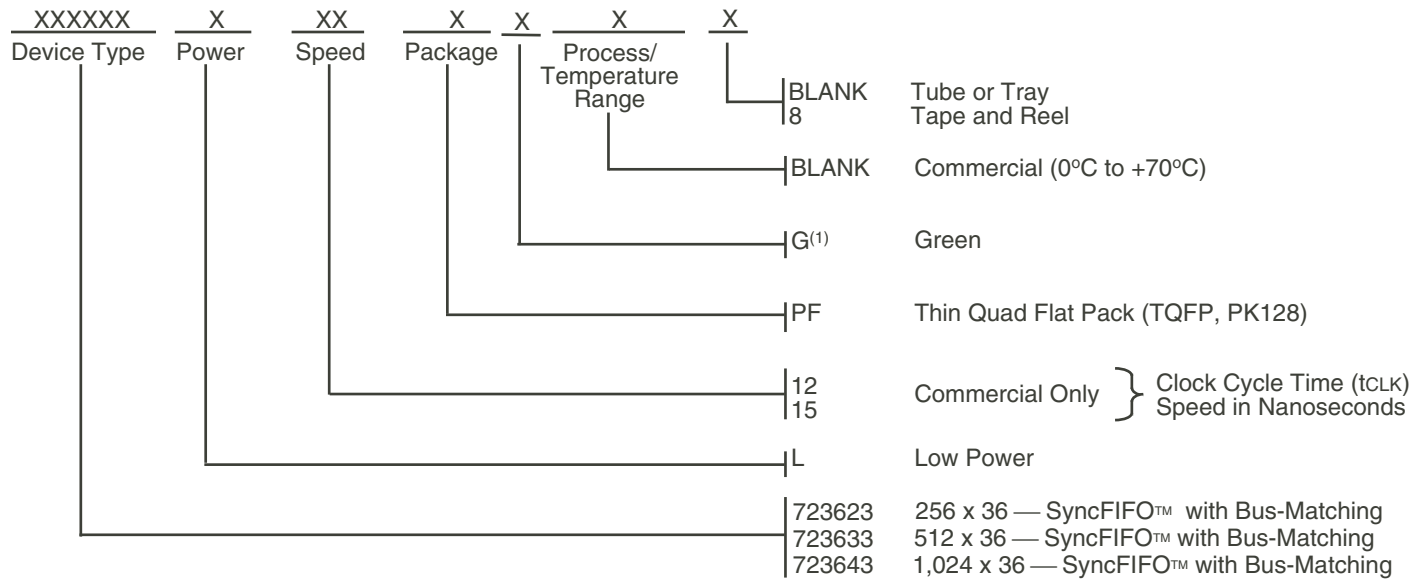 XXXXXX X XX X X X X
Device Type Power Speed Package Process/
Temperature
Range
BLANK Tube or Tray
8 Tape and Reel
BLANK Commercial (0ºC to +70ºC)
G(1) Green
PF Thin Quad Flat Pack (TQFP, PK128)
12
15
Commercial Only
Clock Cycle Time (tCLK)
Speed in Nanoseconds
L Low Power
723623 256 x 36 — SyncFIFO™ with Bus-Matching
723633 512 x 36 — SyncFIFO™ with Bus-Matching
723643 1,024 x 36 — SyncFIFO™ with Bus-Matching